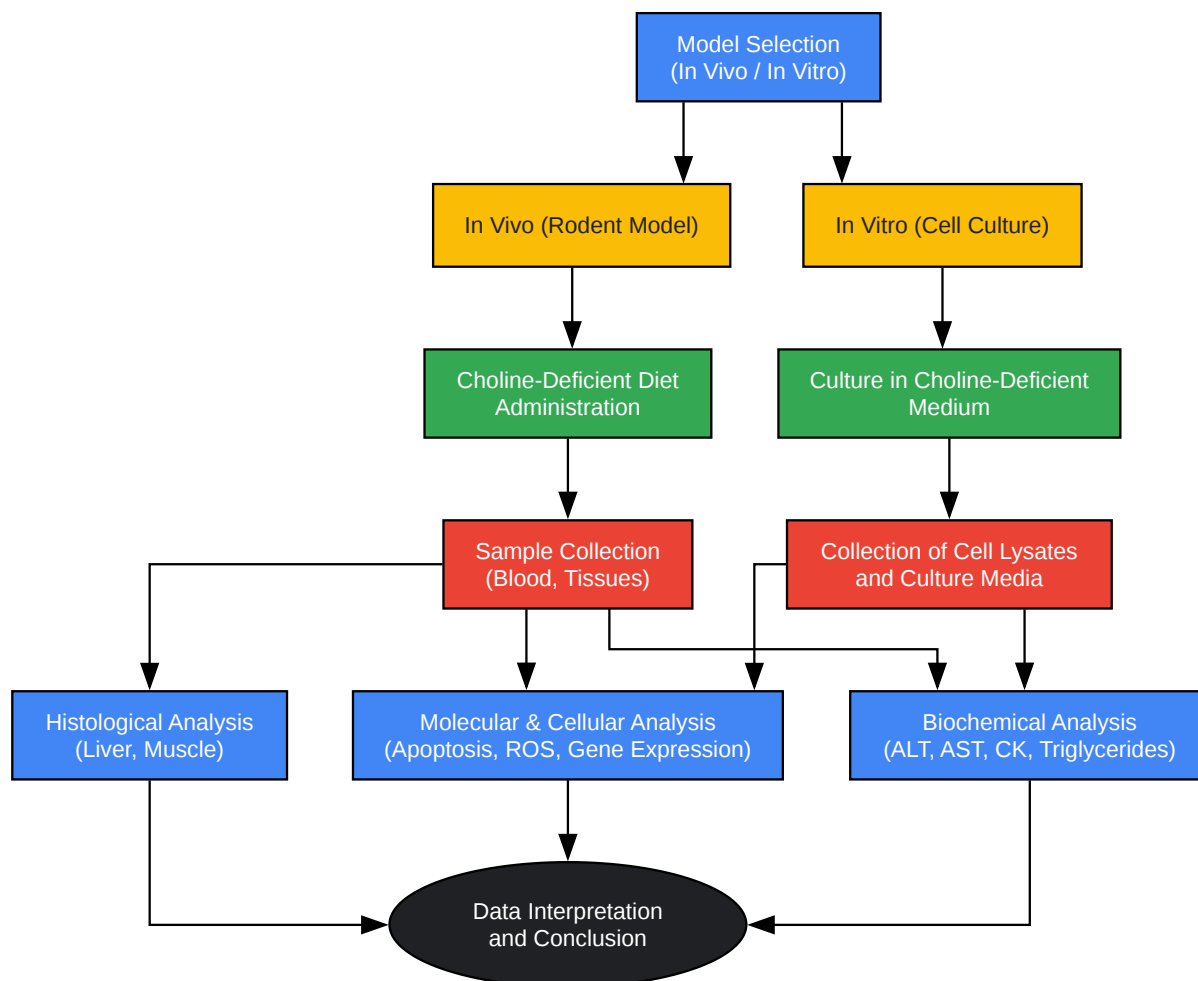 Model Selection
(In Vivo / In Vitro)
In Vivo (Rodent Model)
In Vitro (Cell Culture)
Choline-Deficient Diet
Administration
Culture in Choline-Deficient
Medium
Sample Collection
(Blood, Tissues)
Collection of Cell Lysates
and Culture Media
Histological Analysis
(Liver, Muscle)
Molecular & Cellular Analysis
(Apoptosis, ROS, Gene Expression)
Biochemical Analysis
(ALT, AST, CK, Triglycerides)
Data Interpretation
and Conclusion